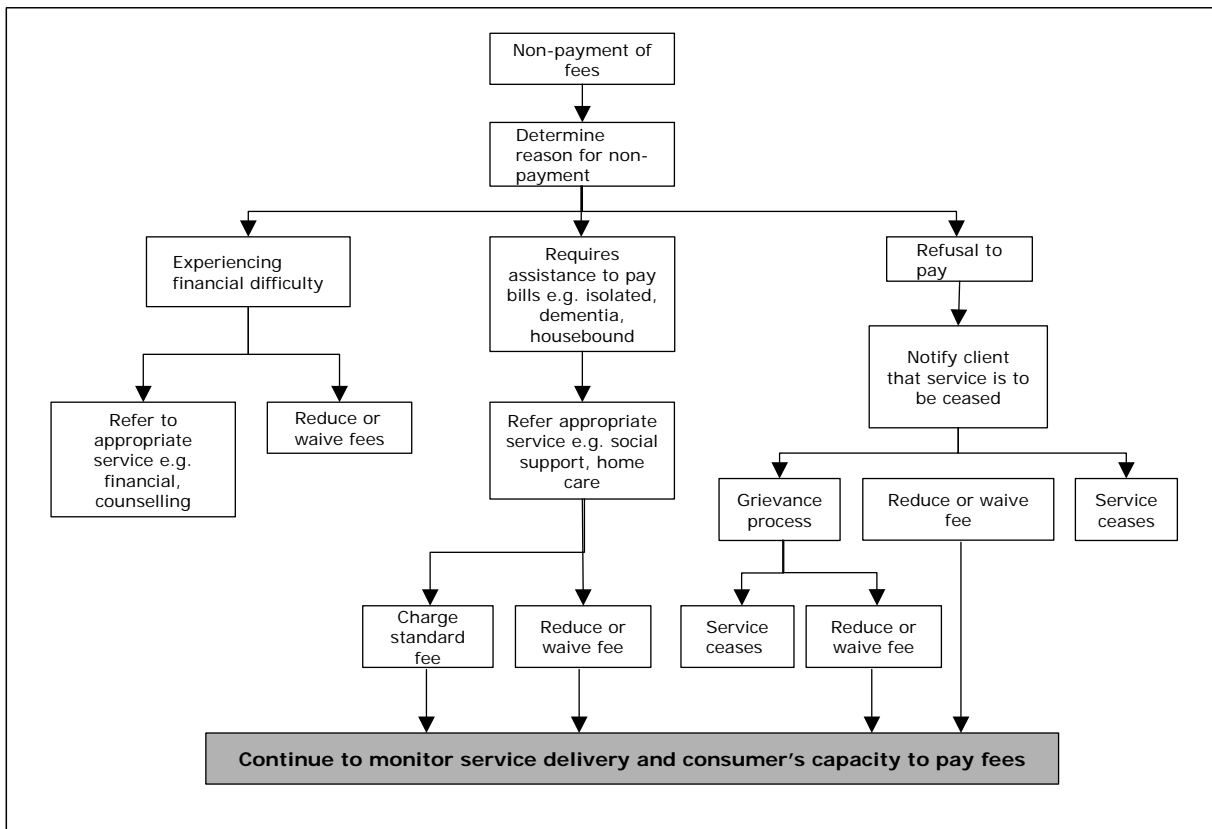 Non-payment of
fees
Determine
reason for non-
payment
Experiencing
financial difficulty
Requires
assistance to pay
bills e.g. isolated,
dementia,
housebound
Refusal to
pay
Notify client
that service is to
be ceased
Refer to
appropriate
service e.g.
financial,
counselling
Reduce or
waive fees
Refer appropriate
service e.g. social
support, home
care
Grievance
process
Reduce or waive
fee
Service
ceases
Charge
standard
fee
Reduce or
waive fee
Service
ceases
Reduce or
waive fee
Continue to monitor service delivery and consumer’s capacity to pay fees